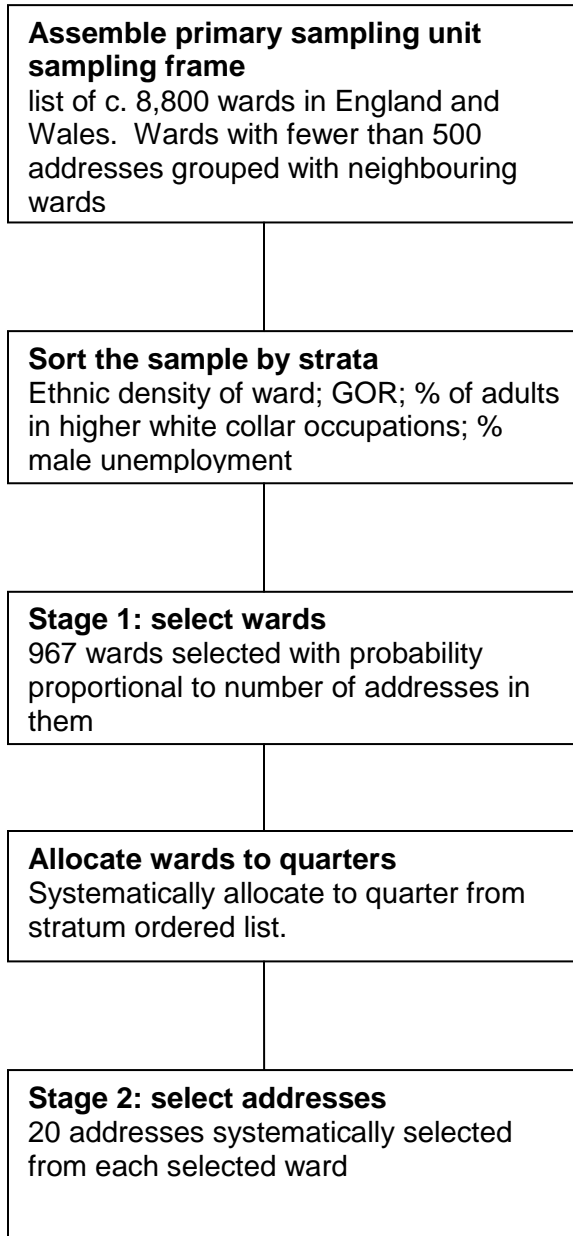 Assemble primary sampling unit
sampling frame
list of c. 8,800 wards in England and
Wales.  Wards with fewer than 500
addresses grouped with neighbouring
wards
Sort the sample by strata
Ethnic density of ward; GOR; % of adults
in higher white collar occupations; %
male unemployment
Stage 1: select wards
967 wards selected with probability
proportional to number of addresses in
them
Allocate wards to quarters
Systematically allocate to quarter from
stratum ordered list.
Stage 2: select addresses
20 addresses systematically selected
from each selected ward